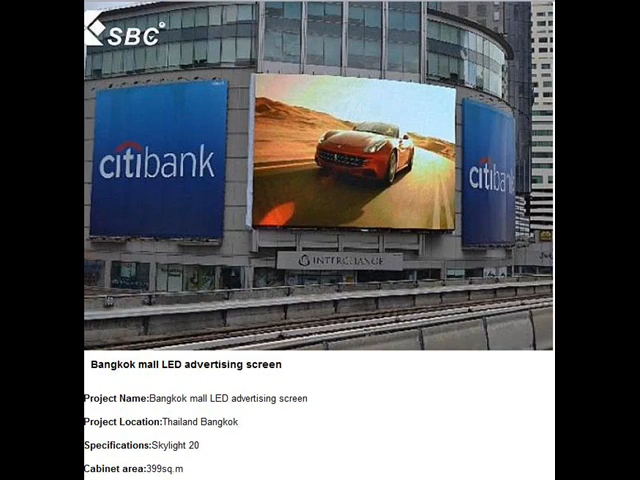 SBC®
citibank
citibank
INTERCHANGE
Bangkok mall LED advertising screen
Project Name:Bangkok mall LED advertising screen
Project Location:Thailand Bangkok
Specifications:Skylight 20
Cabinet area:399sq.m